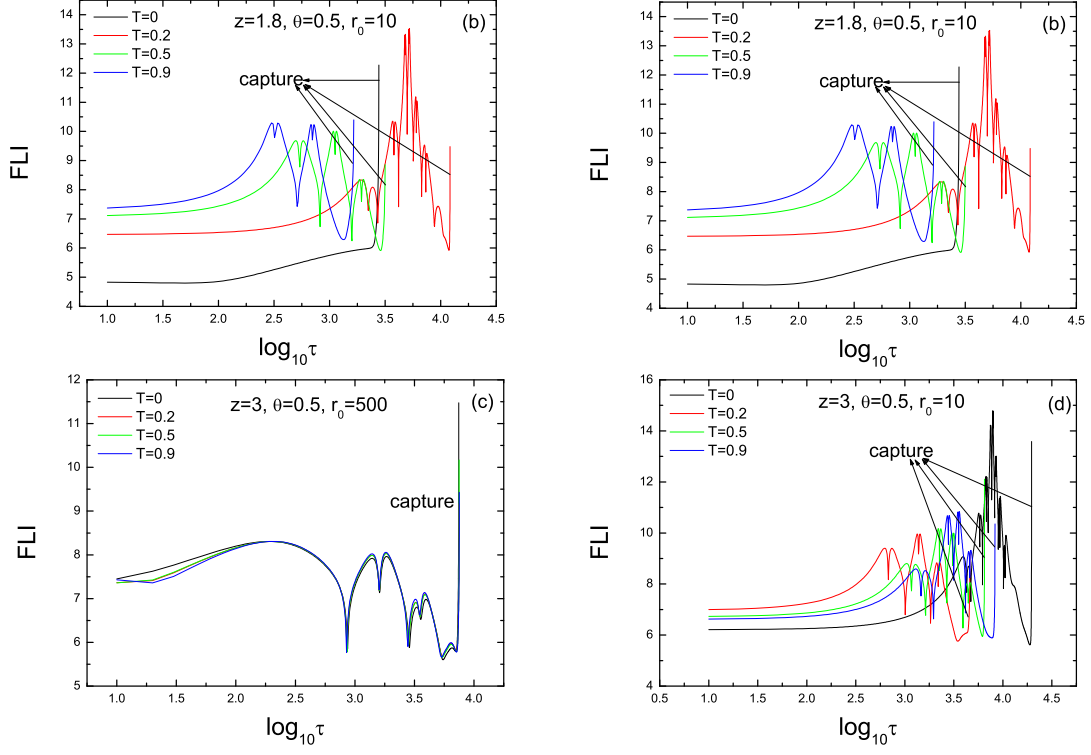 z=1.8, θ=0.5, r₀=10
(b)
T=0
T=0.2
T=0.5
T=0.9
capture
FLI
14
13
12
11
10
9
8
7
6
5
4
1.0 1.5 2.0 2.5 3.0 3.5 4.0 4.5
log₁₀τ
z=1.8, θ=0.5, r₀=10
(b)
T=0
T=0.2
T=0.5
T=0.9
capture
FLI
14
13
12
11
10
9
8
7
6
5
4
1.0 1.5 2.0 2.5 3.0 3.5 4.0 4.5
log₁₀τ
z=3, θ=0.5, r₀=500
(c)
T=0
T=0.2
T=0.5
T=0.9
capture
FLI
12
11
10
9
8
7
6
5
1.0 1.5 2.0 2.5 3.0 3.5 4.0
log₁₀τ
z=3, θ=0.5, r₀=10
(d)
T=0
T=0.2
T=0.5
T=0.9
capture
FLI
16
14
12
10
8
6
4
0.5 1.0 1.5 2.0 2.5 3.0 3.5 4.0 4.5
log₁₀τ